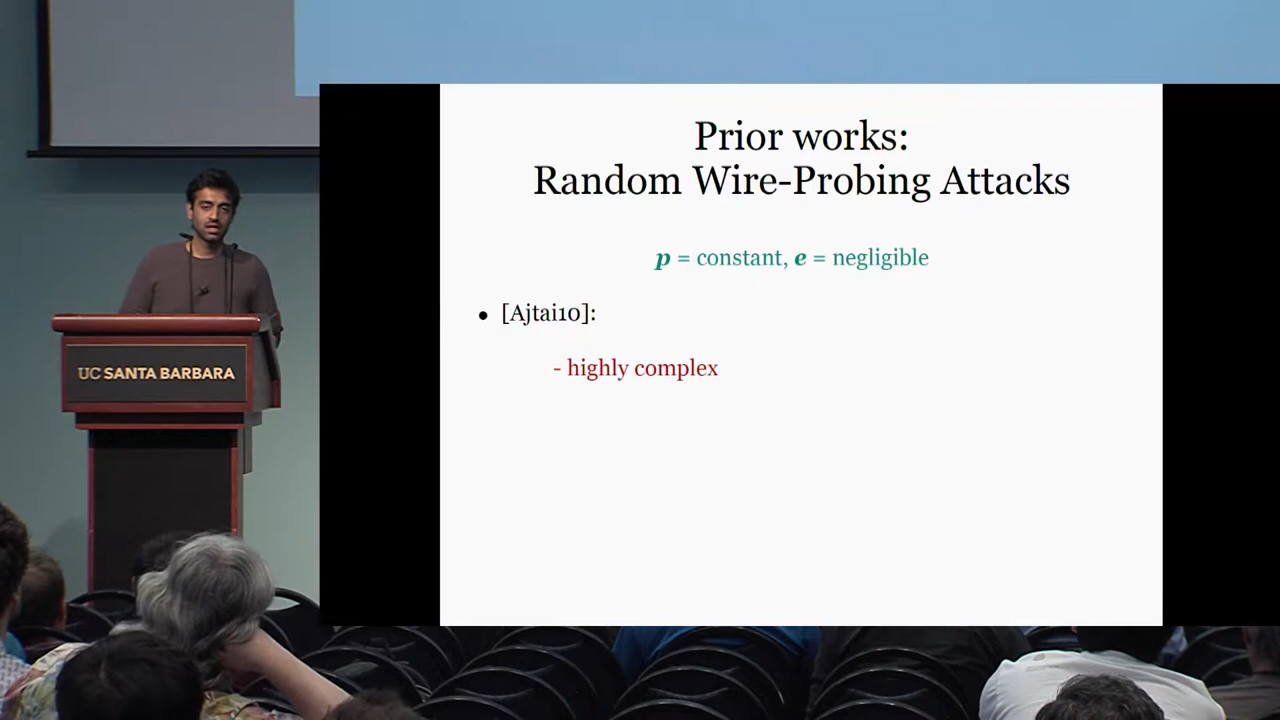 Prior works:
Random Wire-Probing Attacks
p = constant, e = negligible
• [Ajtai10]:
- highly complex
UC SANTA BARBARA